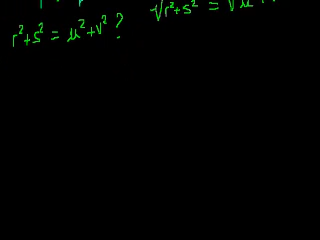 √r²+s² = √u
r²+s² = u²+v² ?